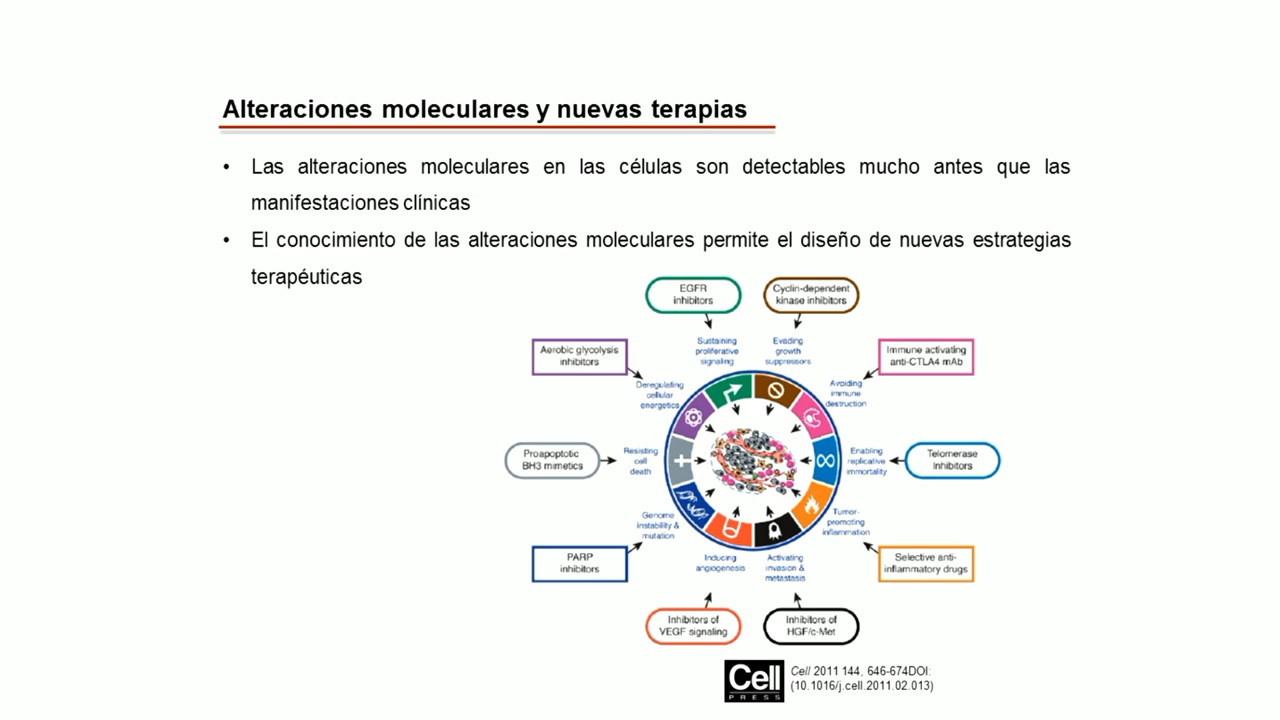 Alteraciones moleculares y nuevas terapias
• Las alteraciones moleculares en las células son detectables mucho antes que las
manifestaciones clínicas
• El conocimiento de las alteraciones moleculares permite el diseño de nuevas estrategias
terapéuticas
EGFR
inhibitors
Cyclin-dependent
kinase inhibitors
Sustaining
proliferative
signaling
Evading
growth
suppressors
Aerobic glycolysis
inhibitors
Immune activating
anti-CTLA4 mAb
Deregulating
cellular
energetics
Avoiding
immune
destruction
Proapoptotic
BH3 mimetics
Resisting
cell
death
Enabling
replicative
immortality
Telomerase
Inhibitors
Genome
instability &
mutation
Tumor-
promoting
inflammation
PARP
inhibitors
Selective anti-
inflammatory drugs
Inducing
angiogenesis
Activating
invasion &
metastasis
Inhibitors of
VEGF signaling
Inhibitors of
HGF/c-Met
Cell
PRESS
Cell 2011 144, 646-674DOI:
(10.1016/j.cell.2011.02.013)